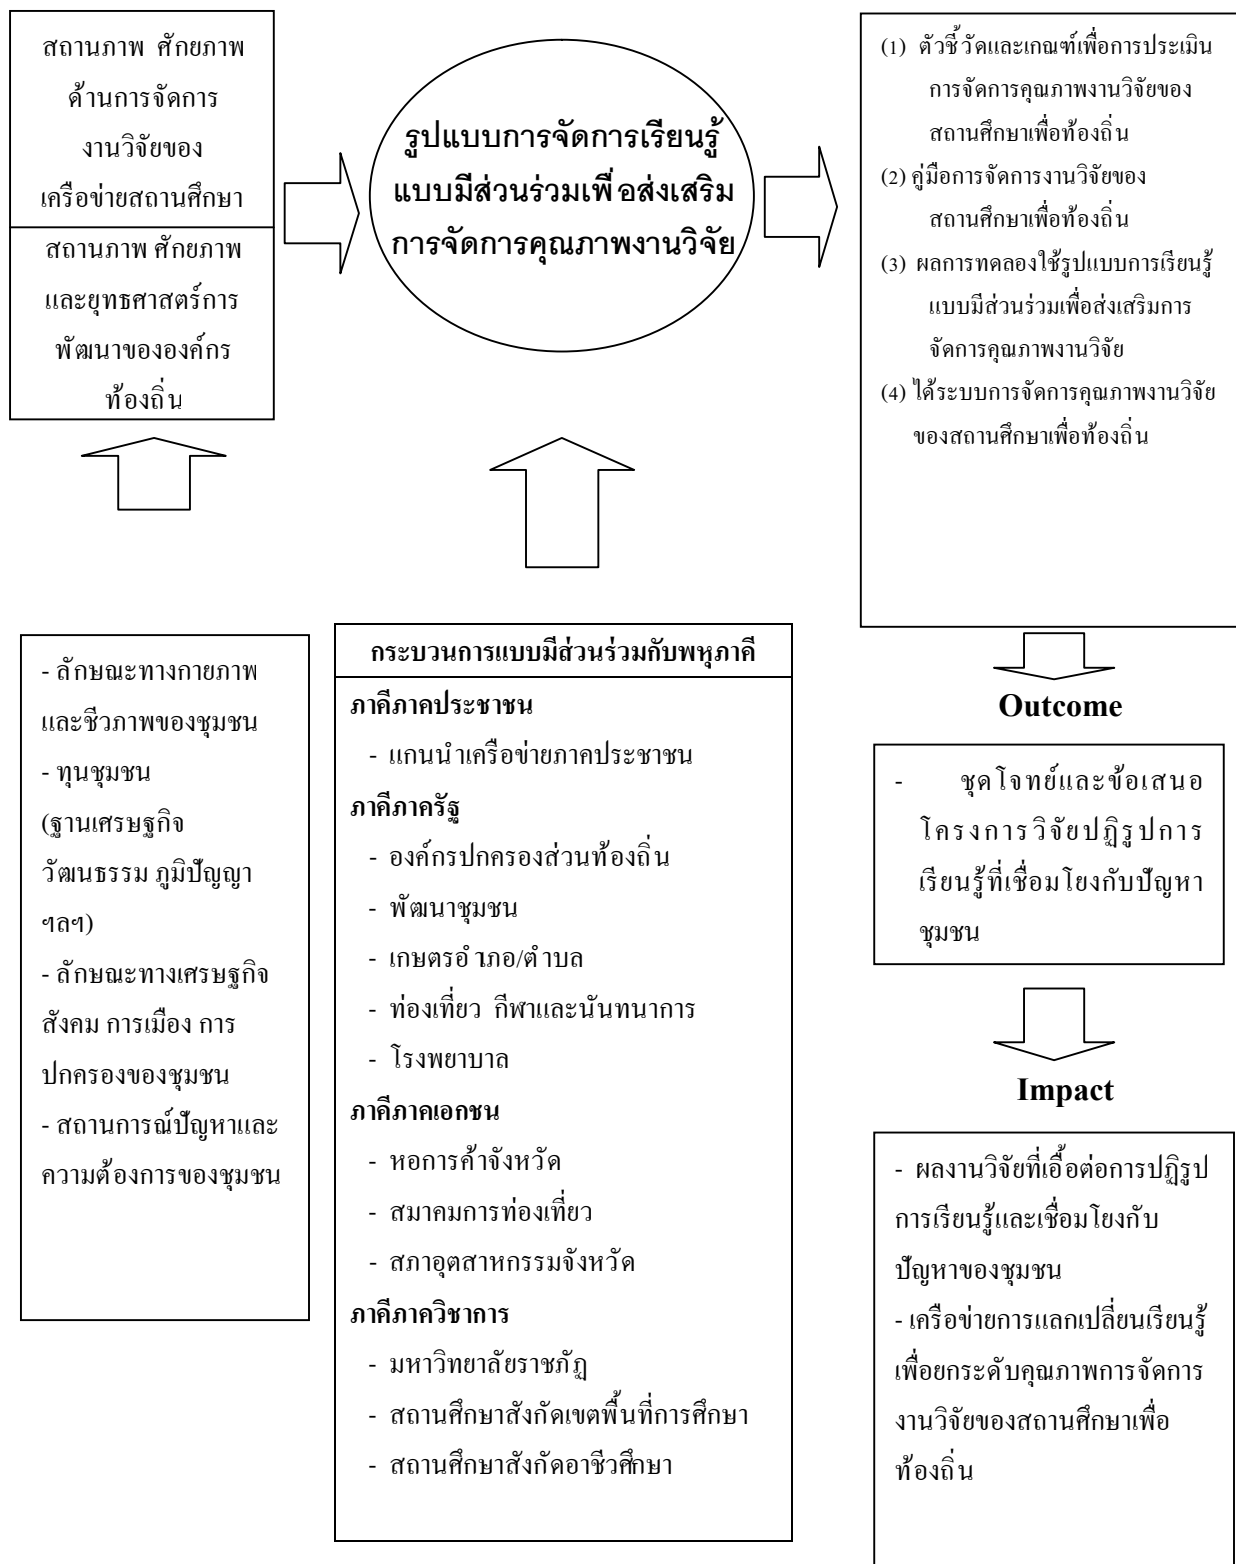 สถานภาพ ศักยภาพ
ด้านการจัดการ
งานวิจัยของ
เครือข่ายสถานศึกษา
สถานภาพ ศักยภาพ
และยุทธศาสตร์การ
พัฒนาขององค์กร
ท้องถิ่น
รูปแบบการจัดการเรียนรู้
แบบมีส่วนร่วมเพื่อส่งเสริม
การจัดการคุณภาพงานวิจัย
(1) ตัวชี้วัดและเกณฑ์เพื่อการประเมิน
การจัดการคุณภาพงานวิจัยของ
สถานศึกษาเพื่อท้องถิ่น
(2) คู่มือการจัดการงานวิจัยของ
สถานศึกษาเพื่อท้องถิ่น
(3) ผลการทดลองใช้รูปแบบการเรียนรู้
แบบมีส่วนร่วมเพื่อส่งเสริมการ
จัดการคุณภาพงานวิจัย
(4) ได้ระบบการจัดการคุณภาพงานวิจัย
ของสถานศึกษาเพื่อท้องถิ่น
- ลักษณะทางกายภาพ
และชีวภาพของชุมชน
- ทุนชุมชน
(ฐานเศรษฐกิจ
วัฒนธรรม ภูมิปัญญา
ฯลฯ)
- ลักษณะทางเศรษฐกิจ
สังคม การเมือง การ
ปกครองของชุมชน
- สถานการณ์ปัญหาและ
ความต้องการของชุมชน
กระบวนการแบบมีส่วนร่วมกับพหุภาคี
ภาคีภาคประชาชน
- แกนนำเครือข่ายภาคประชาชน
ภาคีภาครัฐ
- องค์กรปกครองส่วนท้องถิ่น
- พัฒนาชุมชน
- เกษตรอำเภอ/ตำบล
- ท่องเที่ยว กีฬาและนันทนาการ
- โรงพยาบาล
ภาคีภาคเอกชน
- หอการค้าจังหวัด
- สมาคมการท่องเที่ยว
- สภาอุตสาหกรรมจังหวัด
ภาคีภาควิชาการ
- มหาวิทยาลัยราชภัฏ
- สถานศึกษาสังกัดเขตพื้นที่การศึกษา
- สถานศึกษาสังกัดอาชีวศึกษา
Outcome
- ชุดโจทย์และข้อเสนอ
โครงการวิจัยปฏิรูปการ
เรียนรู้ที่เชื่อมโยงกับปัญหา
ชุมชน
Impact
- ผลงานวิจัยที่เอื้อต่อการปฏิรูป
การเรียนรู้และเชื่อมโยงกับ
ปัญหาของชุมชน
- เครือข่ายการแลกเปลี่ยนเรียนรู้
เพื่อยกระดับคุณภาพการจัดการ
งานวิจัยของสถานศึกษาเพื่อ
ท้องถิ่น